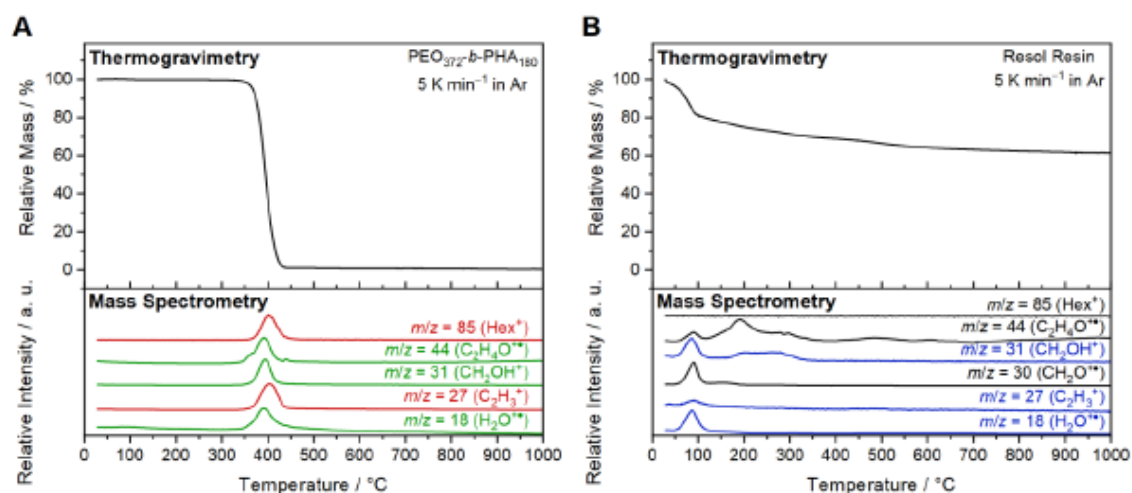 A
Thermogravimetry
PEO₃₇₂-b-PHA₁₈₀
5 K min⁻¹ in Ar
100
80
60
40
20
0
Relative Mass / %
Mass Spectrometry
m/z = 85 (Hex⁺)
m/z = 44 (C₂H₄O⁺•)
m/z = 31 (CH₂OH⁺)
m/z = 27 (C₂H₃⁺)
m/z = 18 (H₂O⁺•)
Relative Intensity / a. u.
0 100 200 300 400 500 600 700 800 900 1000
Temperature / °C
B
Thermogravimetry
Resol Resin
5 K min⁻¹ in Ar
100
80
60
40
20
0
Relative Mass / %
Mass Spectrometry
m/z = 85 (Hex⁺)
m/z = 44 (C₂H₄O⁺•)
m/z = 31 (CH₂OH⁺)
m/z = 30 (CH₂O⁺•)
m/z = 27 (C₂H₃⁺)
m/z = 18 (H₂O⁺•)
Relative Intensity / a. u.
0 100 200 300 400 500 600 700 800 900 1000
Temperature / °C